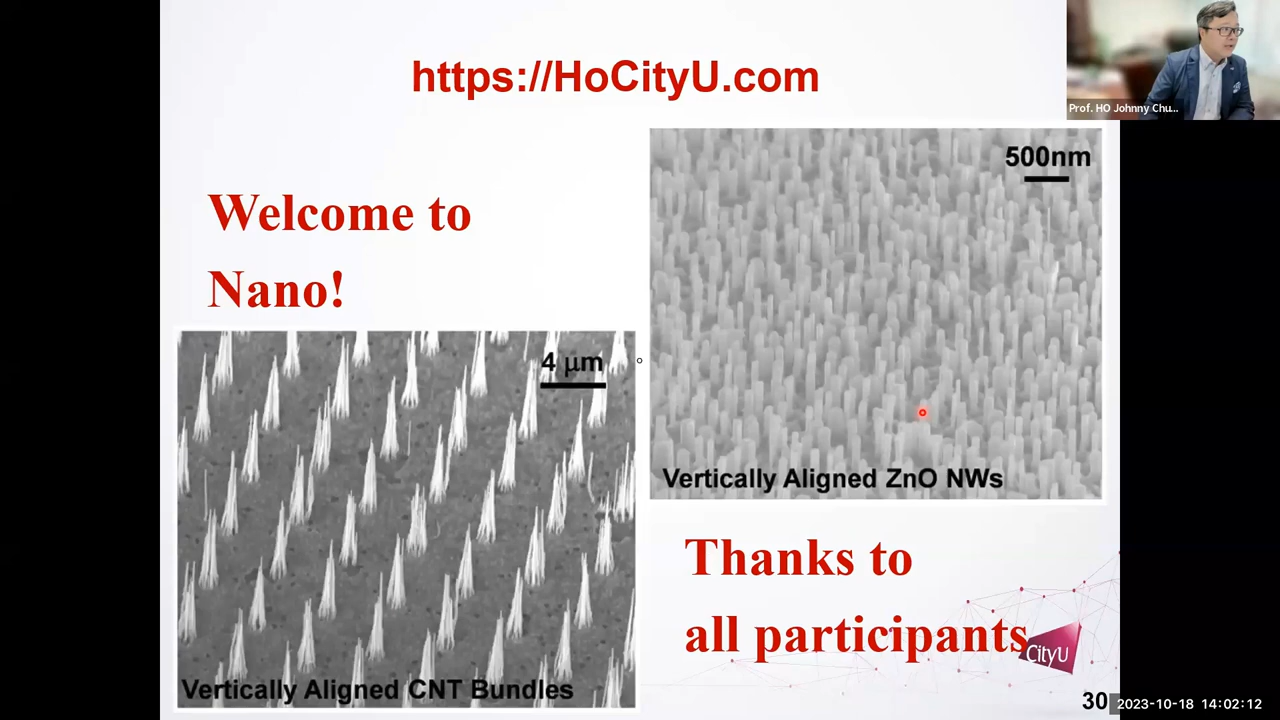 https://HoCityU.com
Prof. HO Johnny Chu...
Welcome to
Nano!
500nm
Vertically Aligned ZnO NWs
4 μm
Vertically Aligned CNT Bundles
Thanks to
all participants
CityU
30
2023-10-18 14:02:12